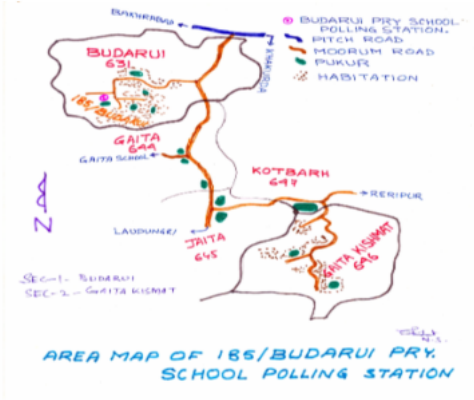 BAKHRABAD
KHAKURDA
BUDARUI PRY SCHOOL
POLLING STATION.
PITCH ROAD
MOORUM ROAD
PUKUR
HABITATION
BUDARUI
631
185/BUDARUI
GAITA
644
GAITA SCHOOL
KOTBARH
647
RERIPUR
LAUDUNGRI
JAITA
645
GAITA KISHMAT
646
N
SEC-1- BUDARUI
SEC-2-GAITA KISMAT
AREA MAP OF 185/BUDARUI PRY.
SCHOOL POLLING STATION